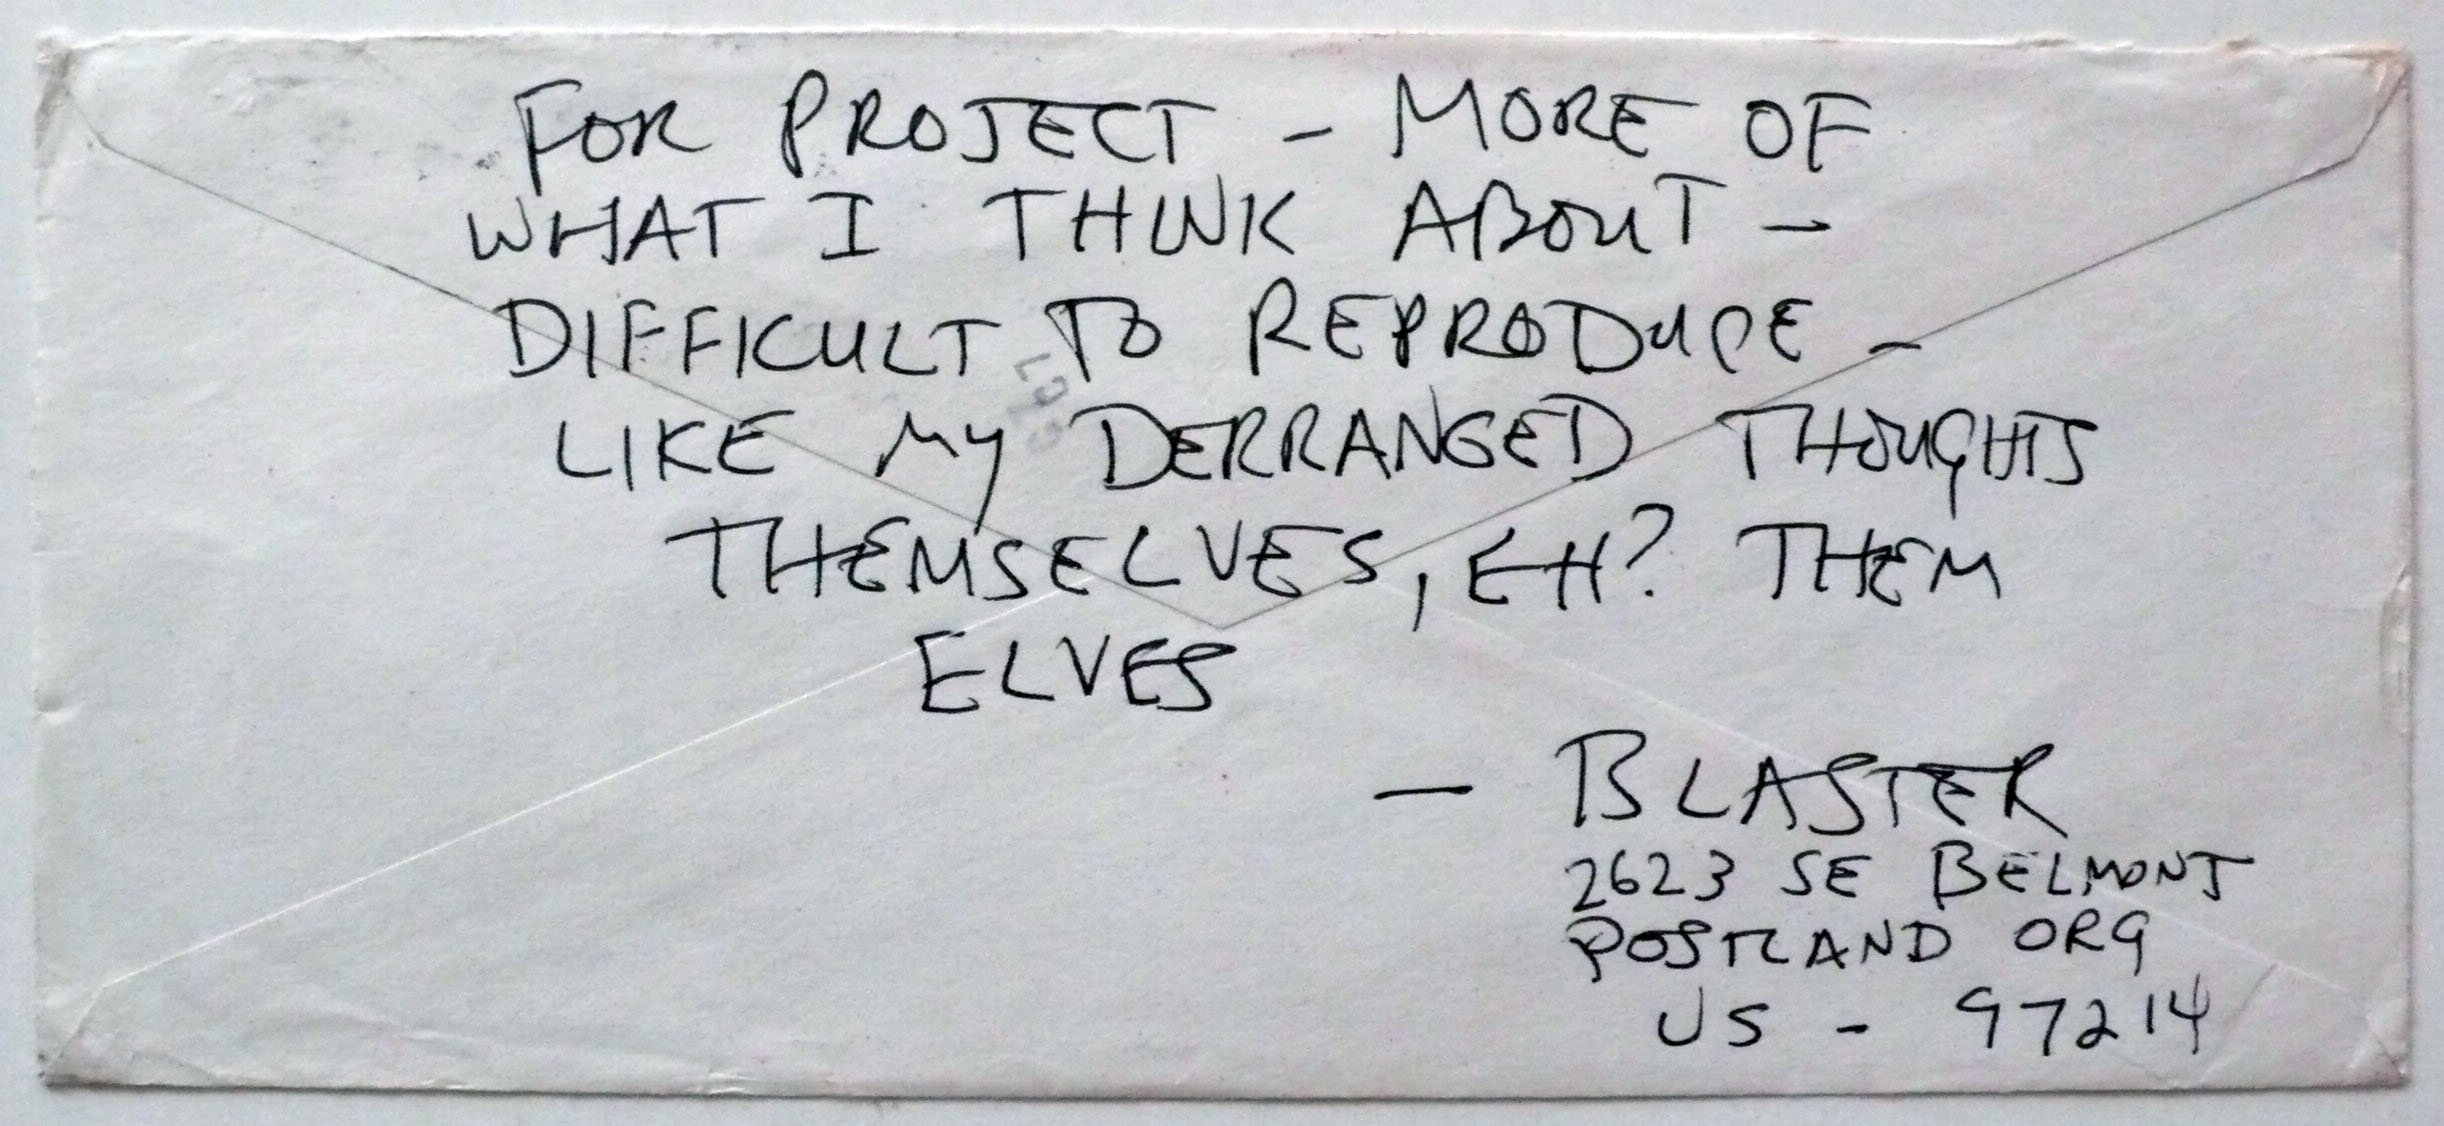 FOR PROJECT - MORE OF
WHAT I THINK ABOUT -
DIFFICULT TO REPRODUCE -
LIKE MY DERRANGED THOUGHTS
THEMSELVES, EH? THEM
ELVES
— BLASTER
2623 SE BELMONT
POSTLAND ORG
US - 97214